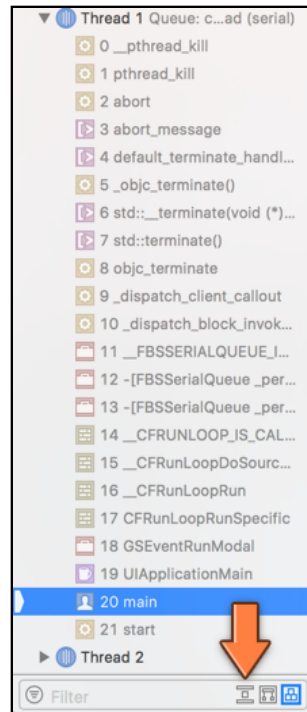 Thread 1 Queue: c...ad (serial)
0 __pthread_kill
1 pthread_kill
2 abort
3 abort_message
4 default_terminate_handl...
5 _objc_terminate()
6 std::__terminate(void (*)...
7 std::terminate()
8 objc_terminate
9 _dispatch_client_callout
10 _dispatch_block_invok...
11 __FBSSERIALQUEUE_I...
12 -[FBSSerialQueue _per...
13 -[FBSSerialQueue _per...
14 __CFRUNLOOP_IS_CAL...
15 __CFRunLoopDoSourc...
16 __CFRunLoopRun
17 CFRunLoopRunSpecific
18 GSEventRunModal
19 UIApplicationMain
20 main
21 start
Thread 2
Filter